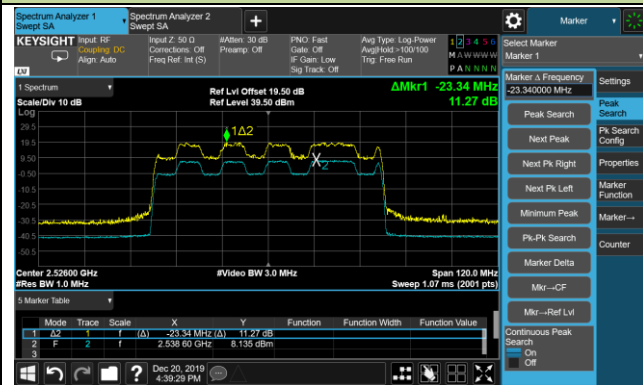 Spectrum Analyzer 1
Swept SA
Spectrum Analyzer 2
Swept SA
+
Marker
KEYSIGHT
Input: RF
Coupling: DC
Align: Auto
Input Z: 50 Ω
Corrections: Off
Freq Ref: Int (S)
#Atten: 30 dB
Preamp: Off
PNO: Fast
Gate: Off
IF Gain: Low
Sig Track: Off
Avg Type: Log-Power
Avg|Hold:>100/100
Trig: Free Run
1 2 3 4 5 6
M A W W W W
P A N N N N
LXI
Select Marker
Marker 1
Marker Δ Frequency
-23.340000 MHz
Settings
Peak Search
Next Peak
Next Pk Right
Next Pk Left
Minimum Peak
Pk-Pk Search
Marker Delta
Mkr→CF
Mkr→Ref Lvl
Continuous Peak
Search
On
Off
Peak
Search
Pk Search
Config
Properties
Marker
Function
Marker→
Counter
1 Spectrum
Scale/Div 10 dB
Log
Ref Lvl Offset 19.50 dB
Ref Level 39.50 dBm
ΔMkr1 -23.34 MHz
11.27 dB
29.5
19.5
9.50
-0.50
-10.5
-20.5
-30.5
-40.5
-50.5
1Δ2
X2
Center 2.52600 GHz
#Res BW 1.0 MHz
#Video BW 3.0 MHz
Span 120.0 MHz
Sweep 1.07 ms (2001 pts)
5 Marker Table
Mode Trace Scale X Y Function Function Width Function Value
1 Δ2 1 f (Δ) -23.34 MHz (Δ) 11.27 dB
2 F 2 f 2.538 60 GHz 8.135 dBm
3
?
Dec 20, 2019
4:39:29 PM